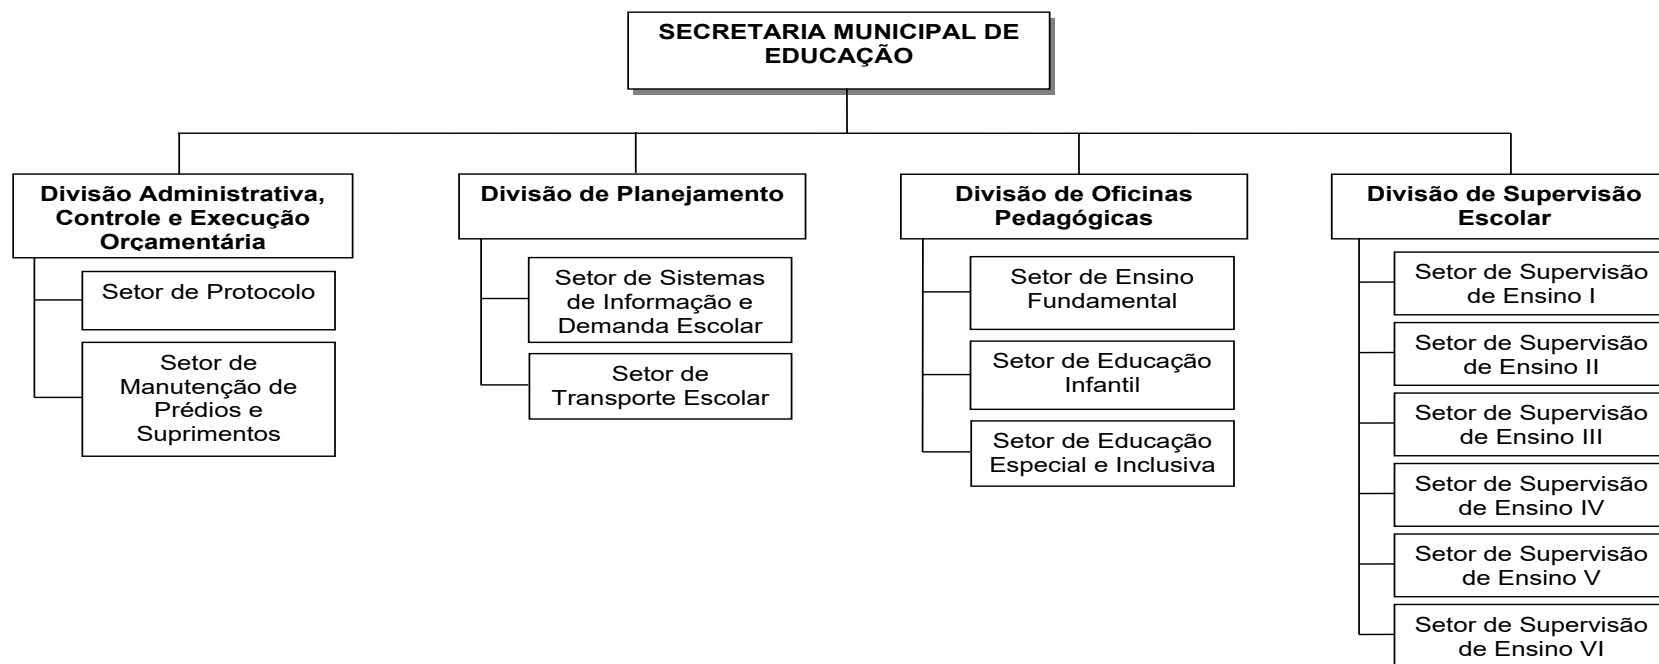 SECRETARIA MUNICIPAL DE
EDUCAÇÃO
Divisão Administrativa,
Controle e Execução
Orçamentária
Setor de Protocolo
Setor de
Manutenção de
Prédios e
Suprimentos
Divisão de Planejamento
Setor de Sistemas
de Informação e
Demanda Escolar
Setor de
Transporte Escolar
Divisão de Oficinas
Pedagógicas
Setor de Ensino
Fundamental
Setor de Educação
Infantil
Setor de Educação
Especial e Inclusiva
Divisão de Supervisão
Escolar
Setor de Supervisão
de Ensino I
Setor de Supervisão
de Ensino II
Setor de Supervisão
de Ensino III
Setor de Supervisão
de Ensino IV
Setor de Supervisão
de Ensino V
Setor de Supervisão
de Ensino VI